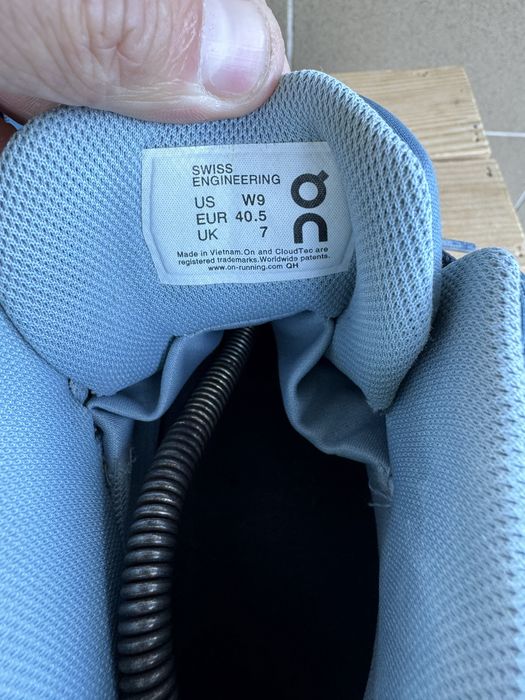 SWISS
ENGINEERING
US W9
EUR 40.5
UK 7
Made in Vietnam.On and CloudTec are
registered trademarks.Worldwide patents.
www.on-running.com QH
On